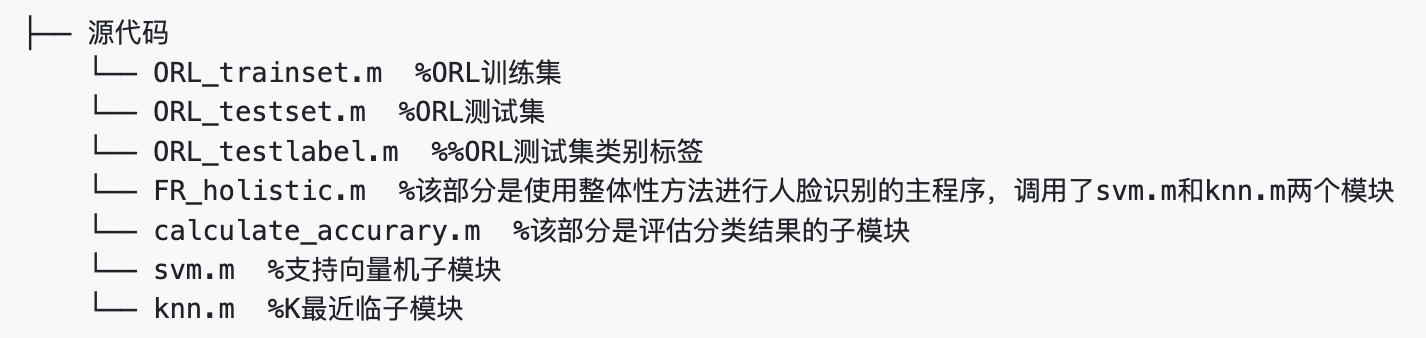 ├── 源代码
└── ORL_trainset.m  %ORL训练集
└── ORL_testset.m  %ORL测试集
└── ORL_testlabel.m  %%ORL测试集类别标签
└── FR_holistic.m  %该部分是使用整体性方法进行人脸识别的主程序，调用了svm.m和knn.m两个模块
└── calculate_accurary.m  %该部分是评估分类结果的子模块
└── svm.m  %支持向量机子模块
└── knn.m  %K最近临子模块